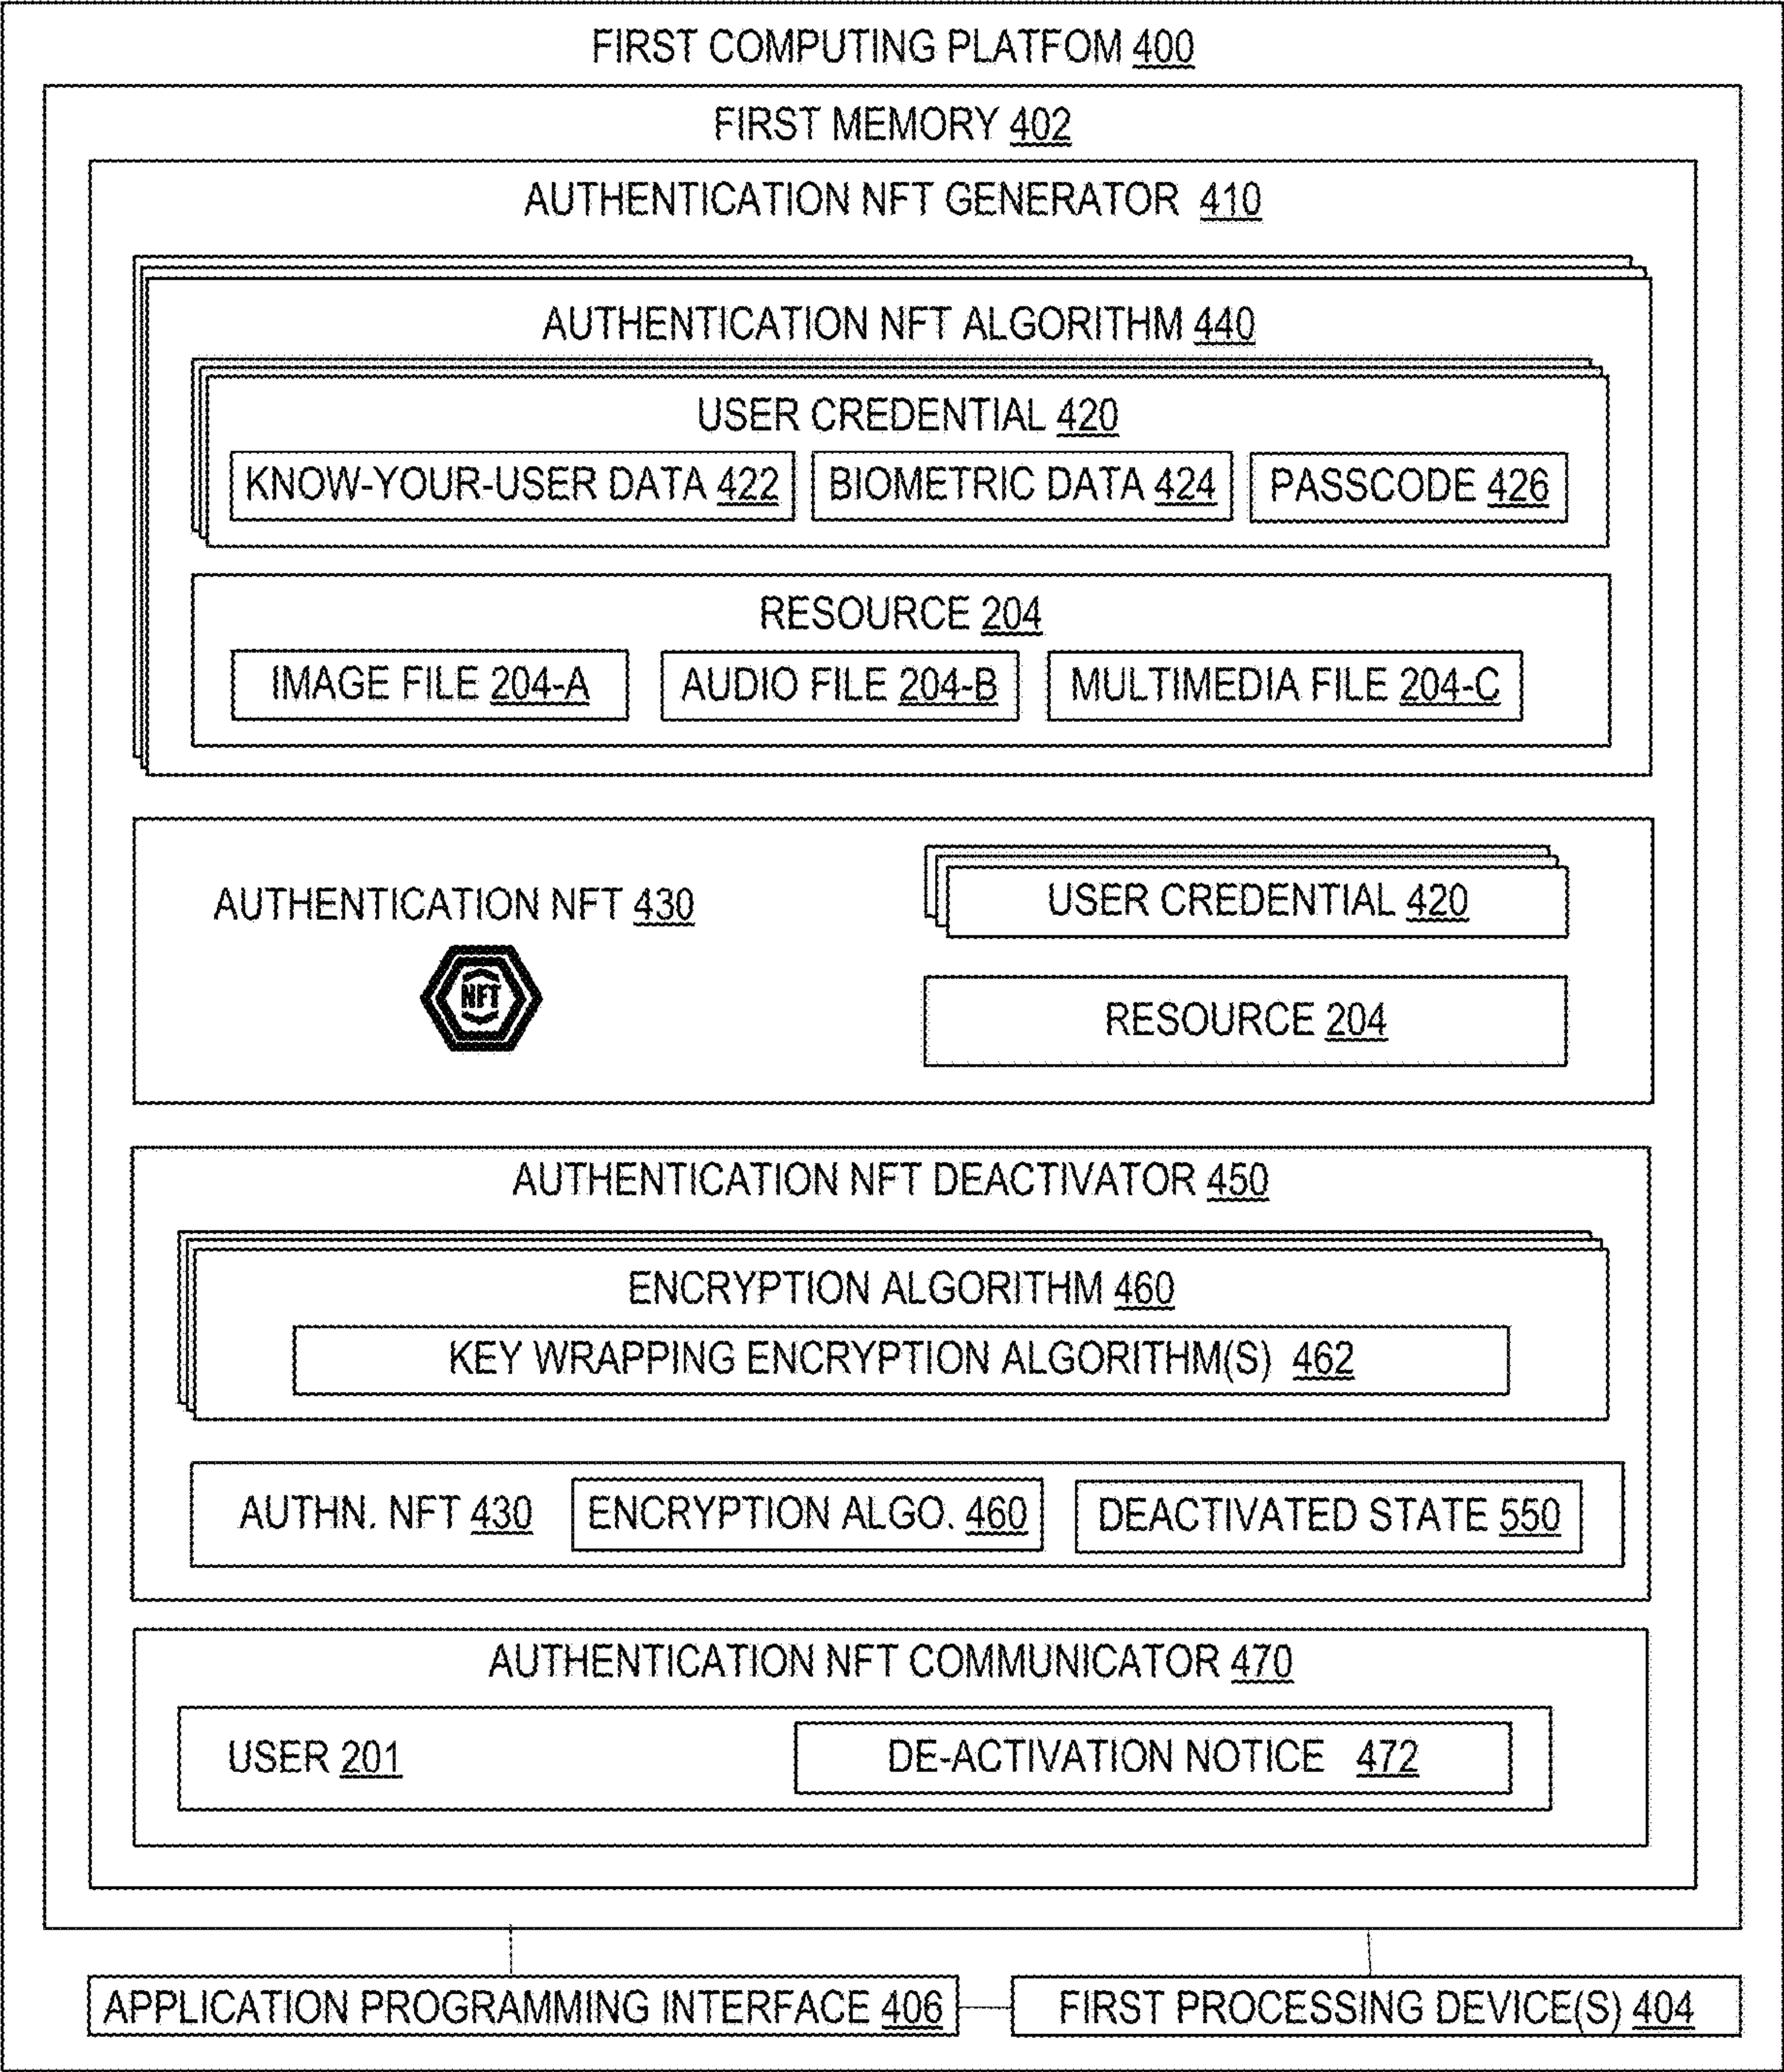 FIRST COMPUTING PLATFOM 400
FIRST MEMORY 402
AUTHENTICATION NFT GENERATOR 410
AUTHENTICATION NFT ALGORITHM 440
USER CREDENTIAL 420
KNOW-YOUR-USER DATA 422 BIOMETRIC DATA 424 PASSCODE 426
RESOURCE 204
IMAGE FILE 204-A AUDIO FILE 204-B MULTIMEDIA FILE 204-C
AUTHENTICATION NFT 430 USER CREDENTIAL 420
NFT
RESOURCE 204
AUTHENTICATION NFT DEACTIVATOR 450
ENCRYPTION ALGORITHM 460
KEY WRAPPING ENCRYPTION ALGORITHM(S) 462
AUTHN. NFT 430 ENCRYPTION ALGO. 460 DEACTIVATED STATE 550
AUTHENTICATION NFT COMMUNICATOR 470
USER 201 DE-ACTIVATION NOTICE 472
APPLICATION PROGRAMMING INTERFACE 406 FIRST PROCESSING DEVICE(S) 404